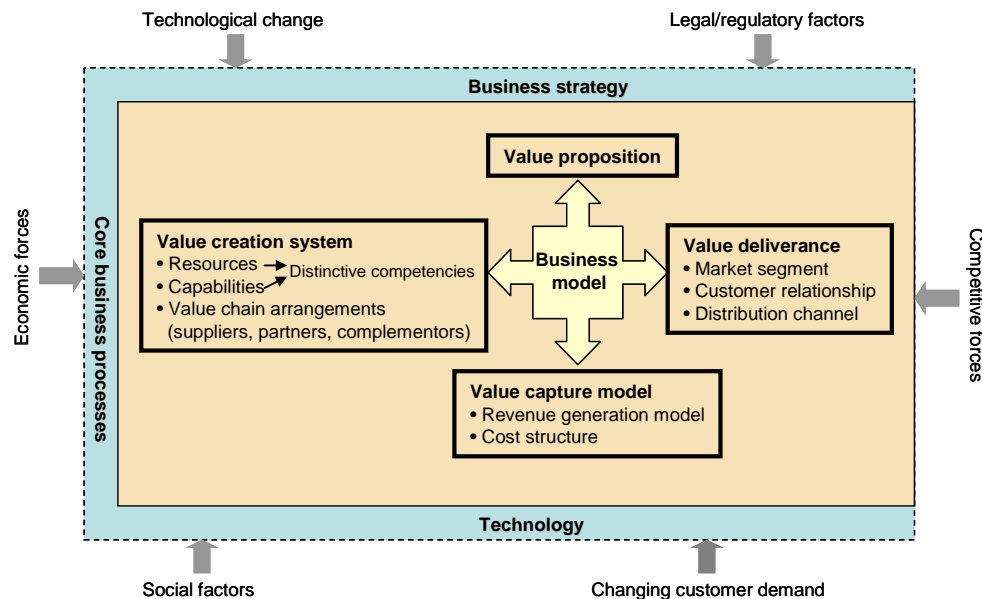 Technological change
Legal/regulatory factors
Business strategy
Value proposition
Economic forces
Core business processes
Value creation system
• Resources
• Capabilities
Distinctive competencies
• Value chain arrangements
(suppliers, partners, complementors)
Business
model
Value deliverance
• Market segment
• Customer relationship
• Distribution channel
Competitive forces
Value capture model
• Revenue generation model
• Cost structure
Technology
Social factors
Changing customer demand